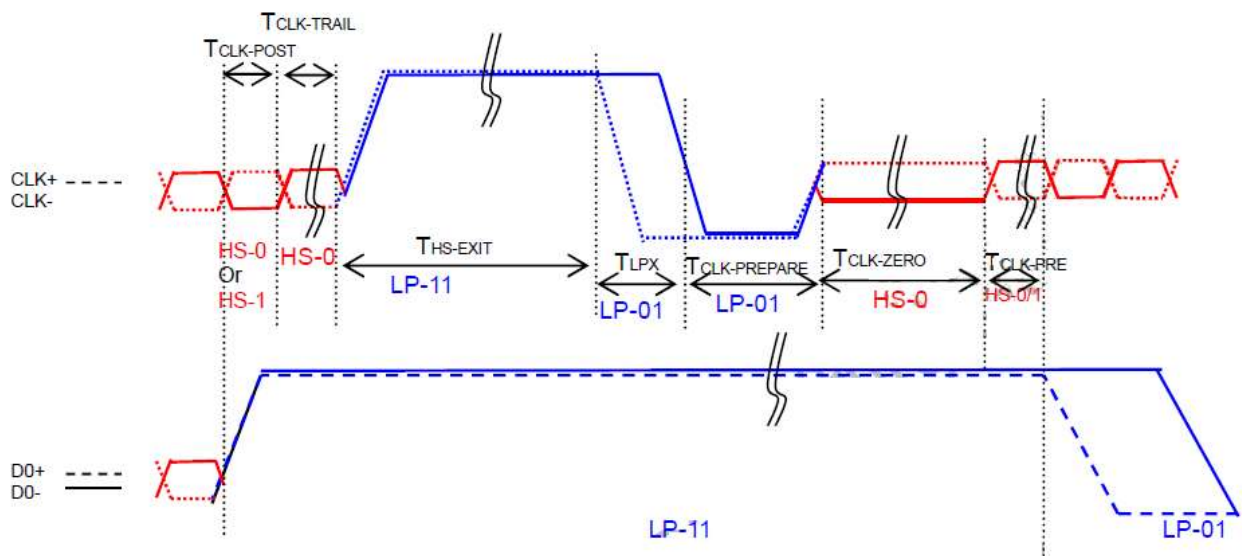 TCLK-TRAIL
TCLK-POST
CLK+
CLK-
HS-0
Or
HS-1
HS-0
THS-EXIT
LP-11
TLPX
LP-01
TCLK-PREPARE
LP-01
TCLK-ZERO
HS-0
TCLK-PRE
HS-0/1
D0+
D0-
LP-11
LP-01